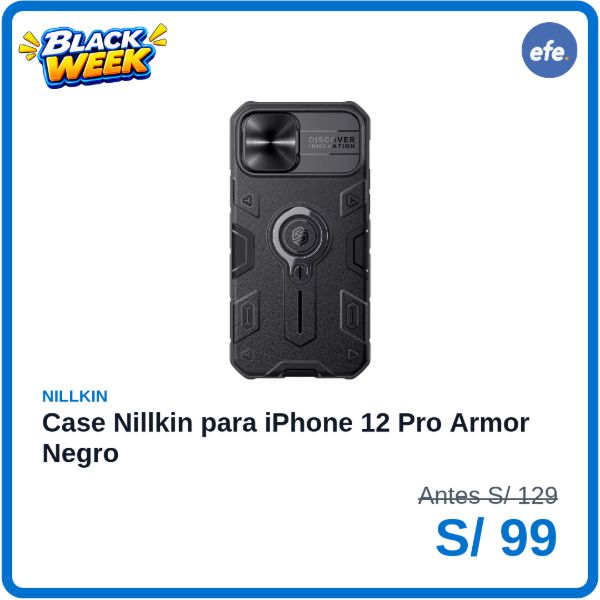 BLACK
WEEK
efe.
DISCOVER
INNOVATION
NILLKIN
Case Nillkin para iPhone 12 Pro Armor
Negro
Antes S/ 129
S/ 99